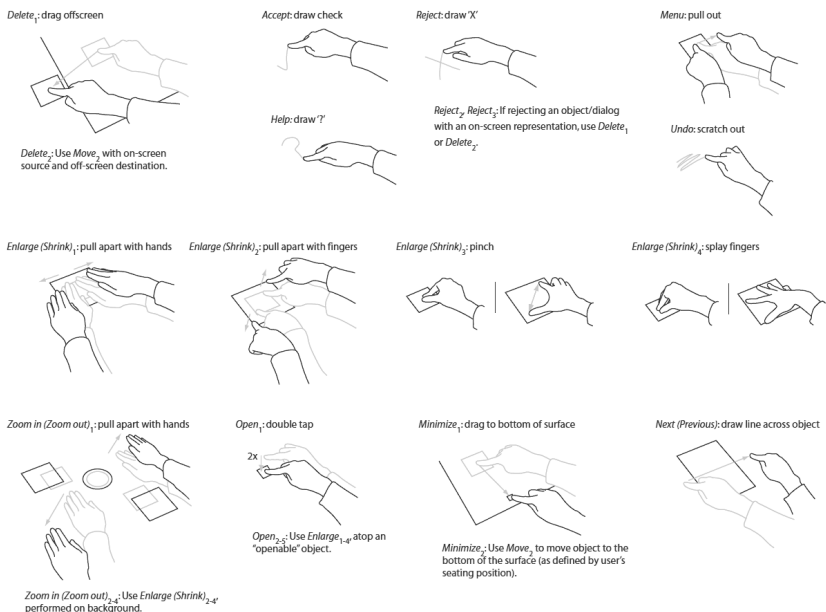 Delete1: drag offscreen
Accept: draw check
Reject: draw 'X'
Menu: pull out
Help: draw '?'
Reject2, Reject3: If rejecting an object/dialog
with an on-screen representation, use Delete1
or Delete2.
Undo: scratch out
Delete2: Use Move2 with on-screen
source and off-screen destination.
Enlarge (Shrink)1: pull apart with hands
Enlarge (Shrink)2: pull apart with fingers
Enlarge (Shrink)3: pinch
Enlarge (Shrink)4: splay fingers
Zoom in (Zoom out)1: pull apart with hands
Open1: double tap
Minimize1: drag to bottom of surface
Next (Previous): draw line across object
2x
Open2-5: Use Enlarge1-4, atop an
"openable" object.
Minimize2: Use Move2 to move object to the
bottom of the surface (as defined by user's
seating position).
Zoom in (Zoom out)2-4: Use Enlarge (Shrink)2-4,
performed on background.